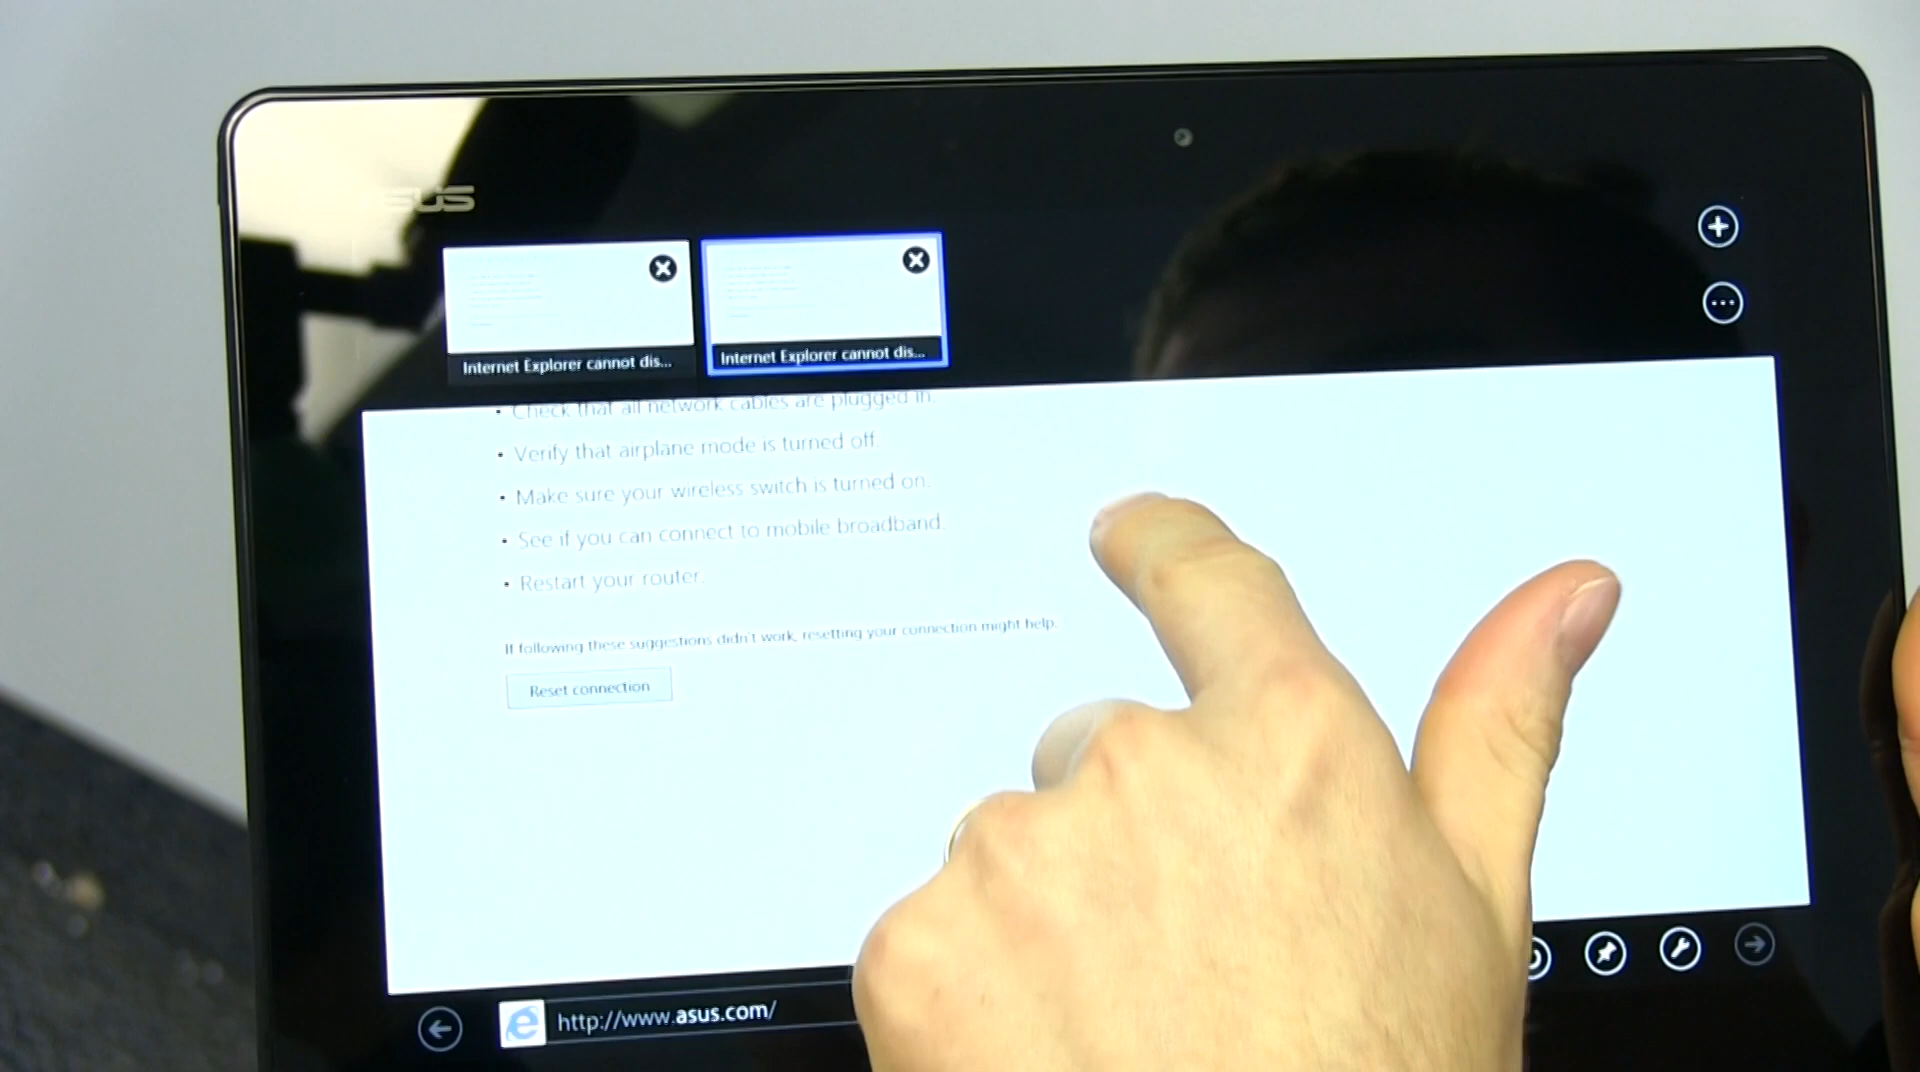 ASUS
Internet Explorer cannot dis...
Internet Explorer cannot dis...
• Check that all network cables are plugged in.
• Verify that airplane mode is turned off.
• Make sure your wireless switch is turned on.
• See if you can connect to mobile broadband.
• Restart your router.
If following these suggestions didn't work, resetting your connection might help.
Reset connection
http://www.asus.com/